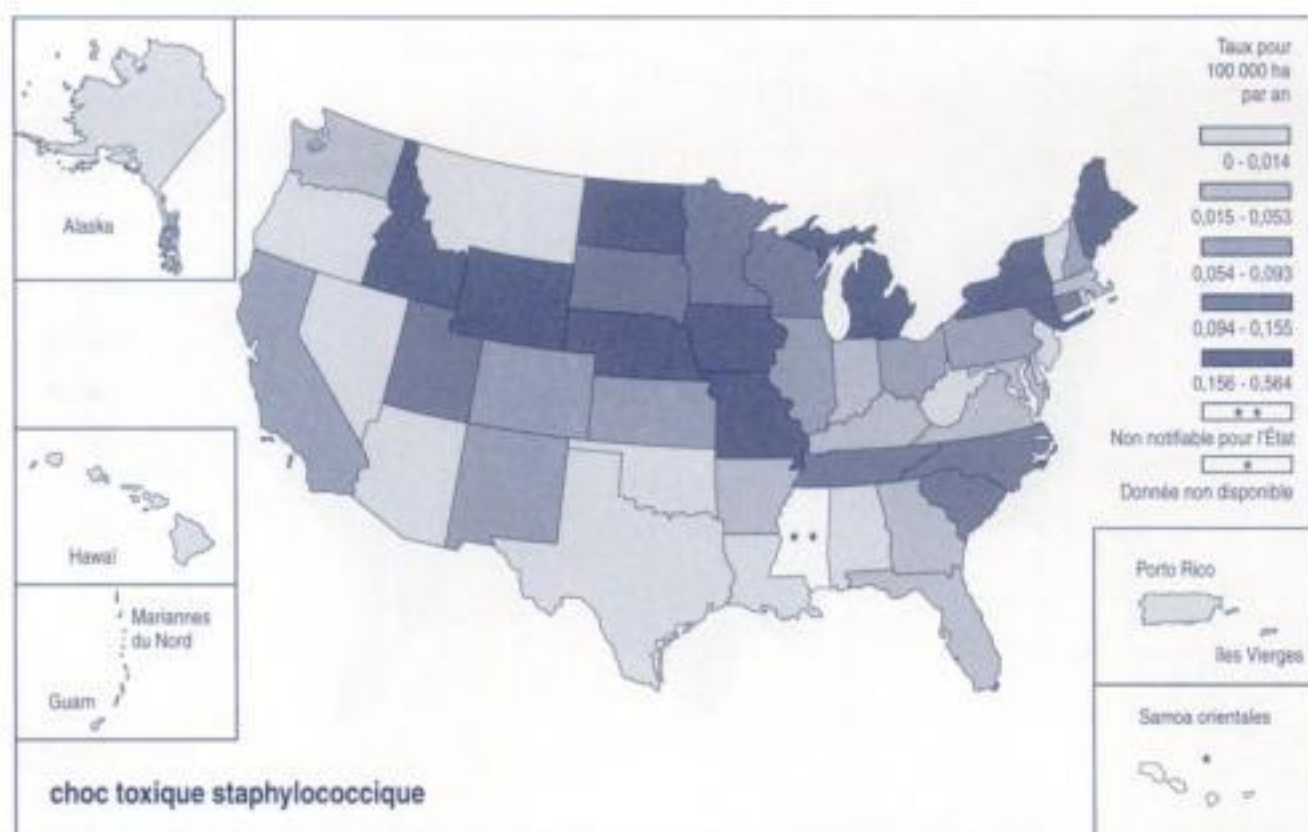 Taux pour
100 000 ha
par an
0 - 0,014
0,015 - 0,053
0,054 - 0,093
0,094 - 0,155
0,156 - 0,564
* *
Non notifiable pour l'État
*
Donnée non disponible
Alaska
Hawaï
Mariannes
du Nord
Guam
* *
Porto Rico
îles Vierges
Samoa orientales
*
choc toxique staphylococcique